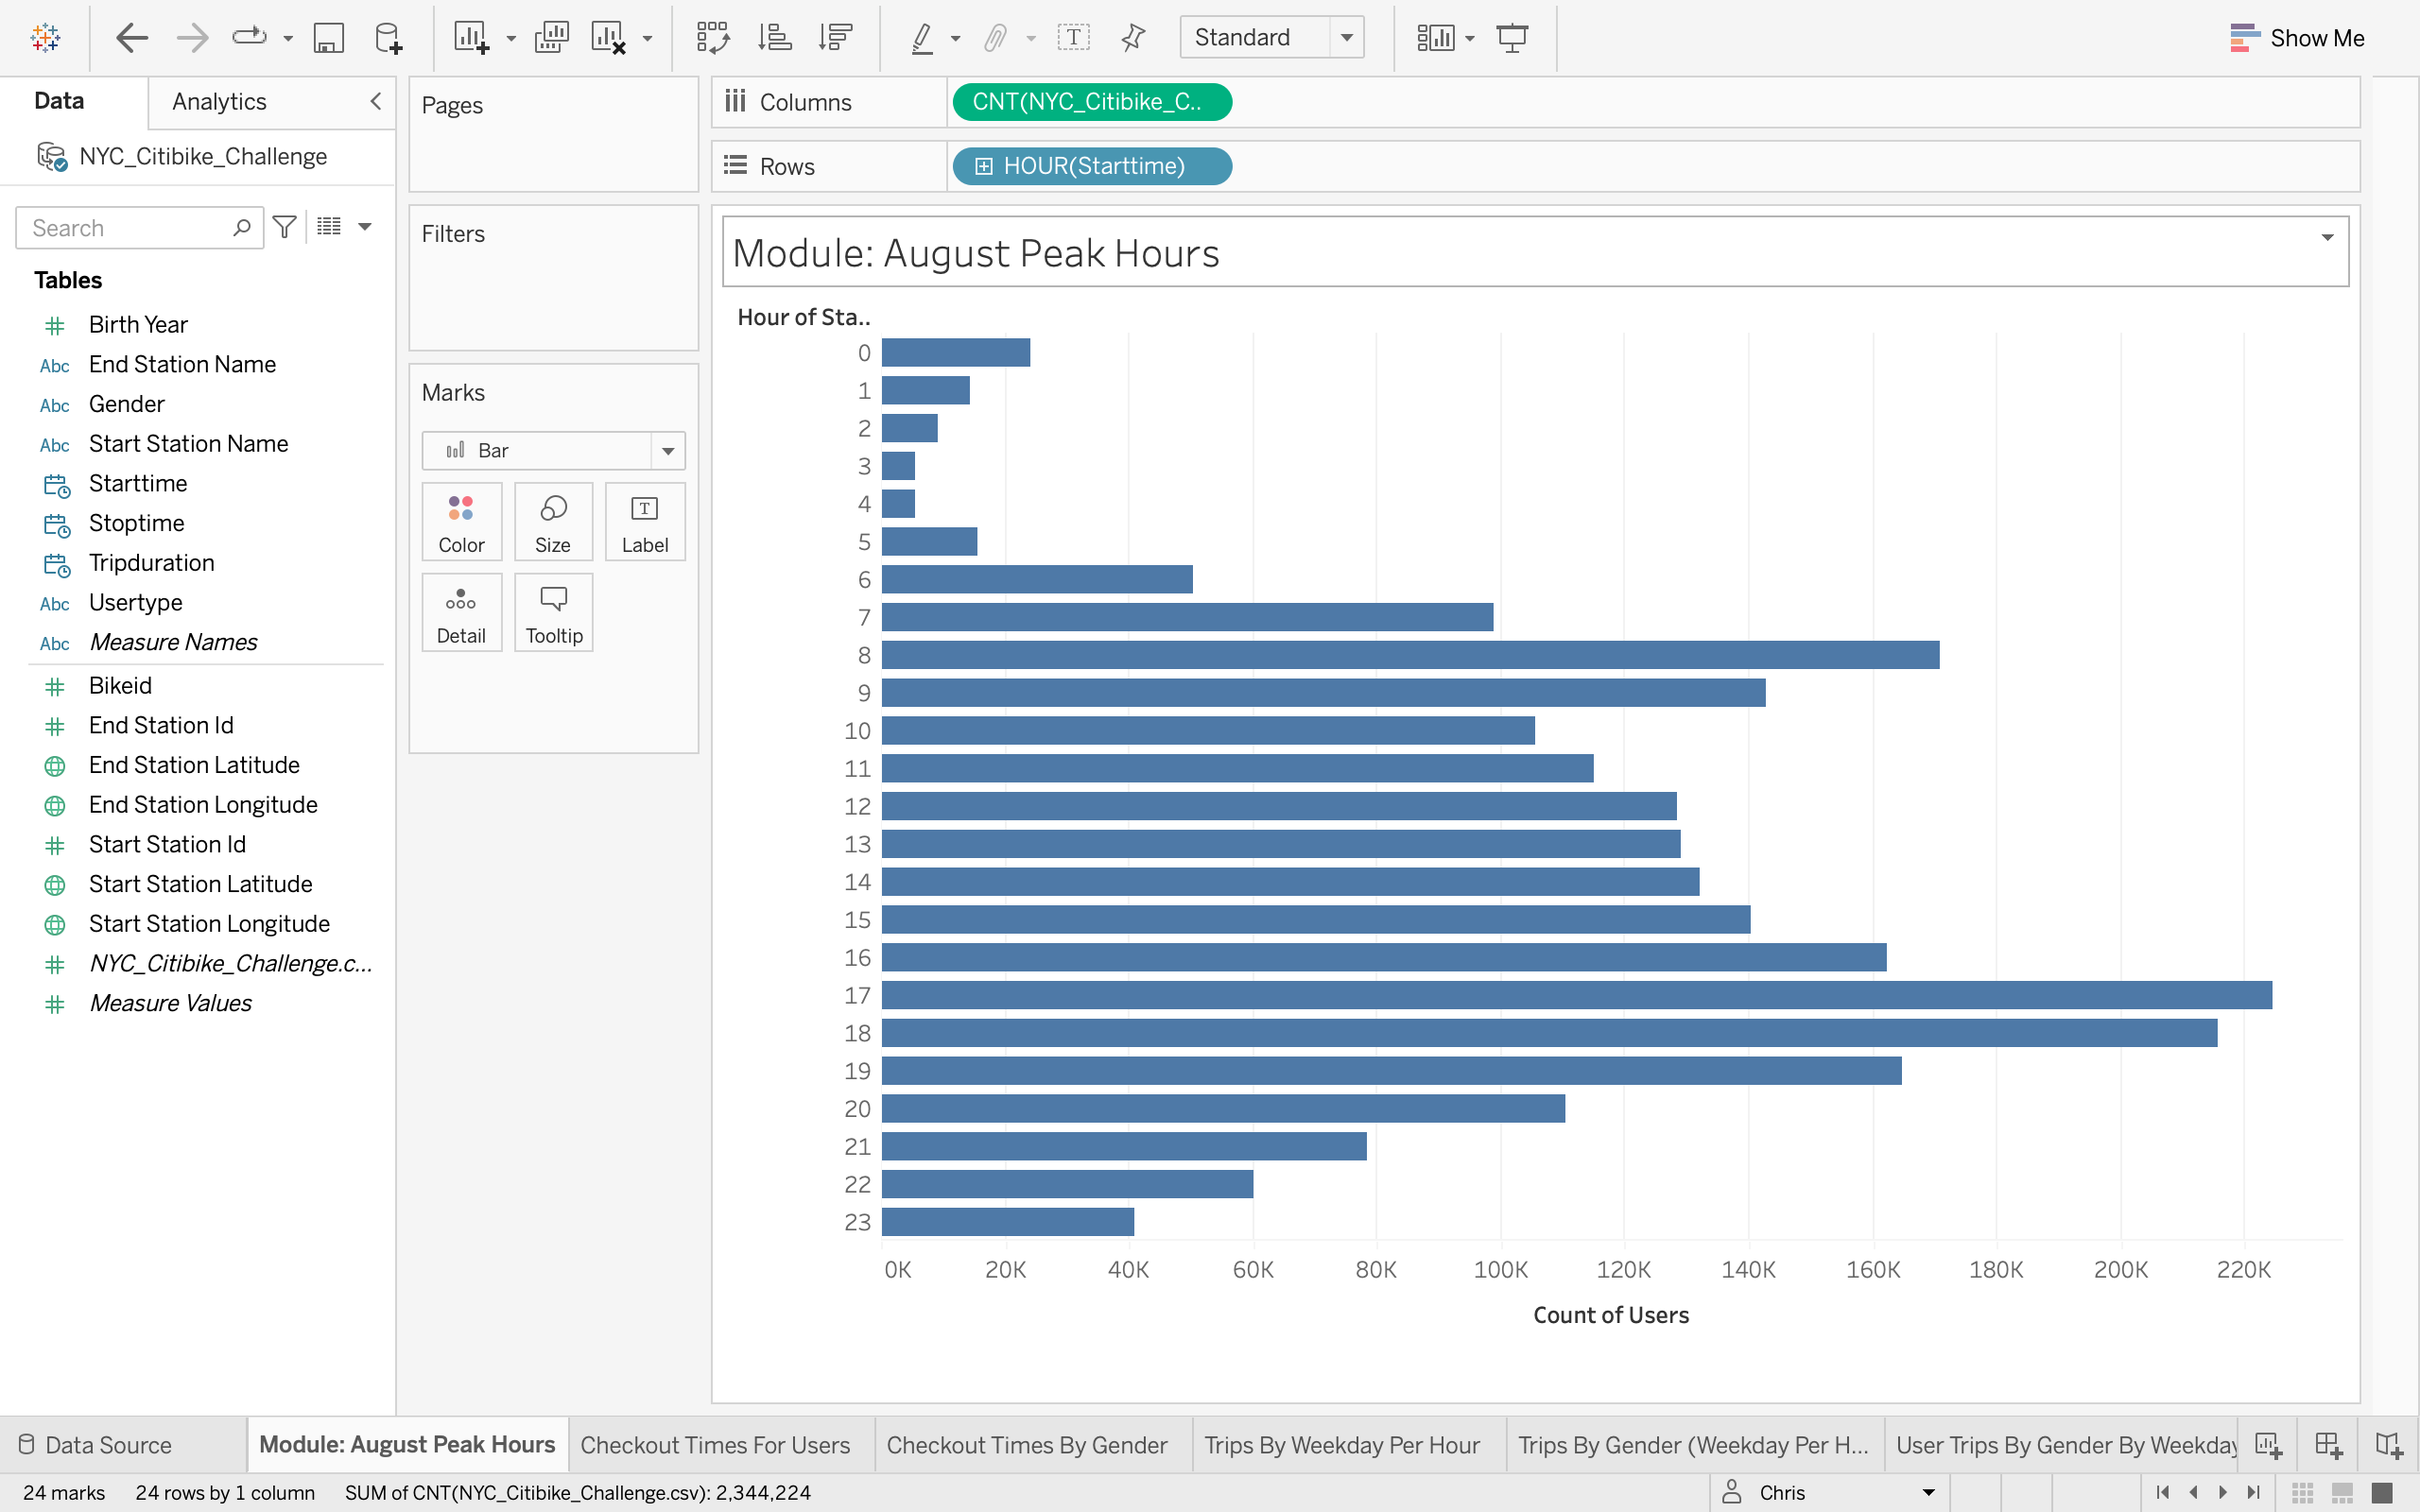 Standard
Show Me
Data
Analytics
NYC_Citibike_Challenge
Search
Tables
Birth Year
Abc End Station Name
Abc Gender
Abc Start Station Name
Starttime
Stoptime
Tripduration
Abc Usertype
Abc Measure Names
Bikeid
End Station Id
End Station Latitude
End Station Longitude
Start Station Id
Start Station Latitude
Start Station Longitude
NYC_Citibike_Challenge.c...
Measure Values
Pages
Filters
Marks
Bar
Color
Size
T
Label
Detail
Tooltip
Columns
CNT(NYC_Citibike_C..
Rows
HOUR(Starttime)
Module: August Peak Hours
Hour of Sta..
0
1
2
3
4
5
6
7
8
9
10
11
12
13
14
15
16
17
18
19
20
21
22
23
0K 20K 40K 60K 80K 100K 120K 140K 160K 180K 200K 220K
Count of Users
Data Source
Module: August Peak Hours
Checkout Times For Users
Checkout Times By Gender
Trips By Weekday Per Hour
Trips By Gender (Weekday Per H...
User Trips By Gender By Weekday
24 marks
24 rows by 1 column
SUM of CNT(NYC_Citibike_Challenge.csv): 2,344,224
Chris